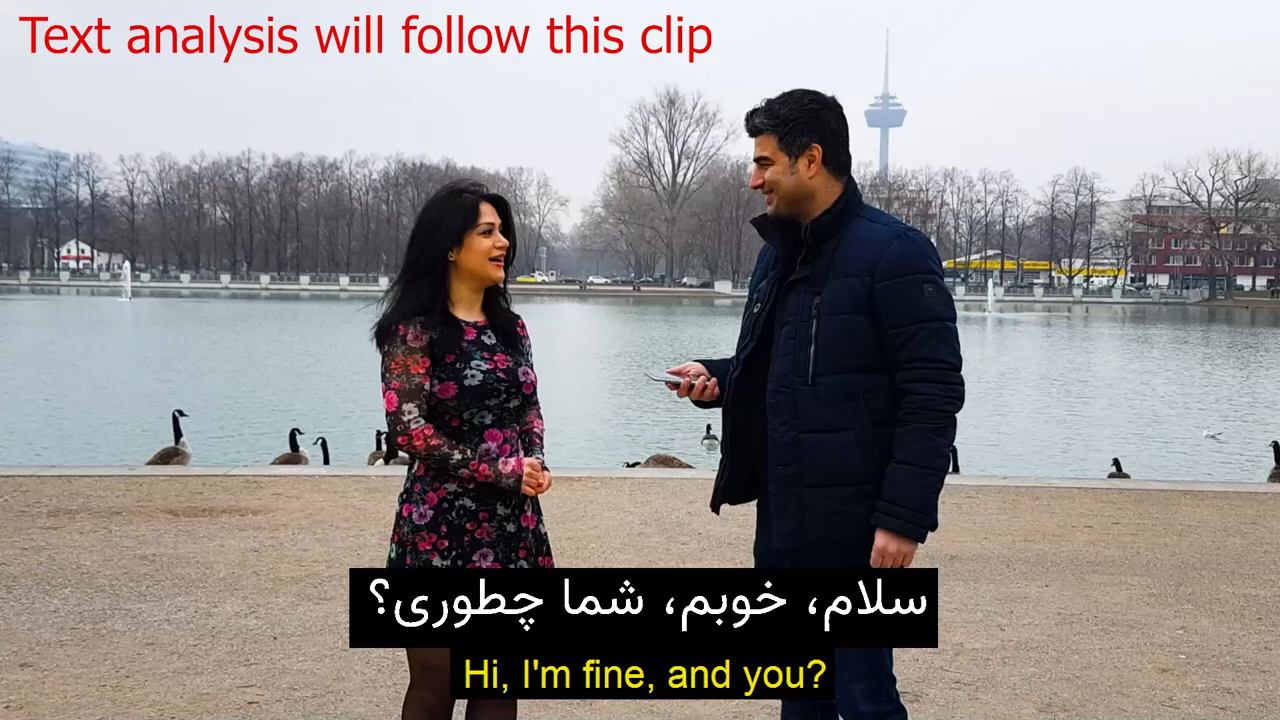 Text analysis will follow this clip
سلام، خوبم، شما چطوری؟
Hi, I'm fine, and you?